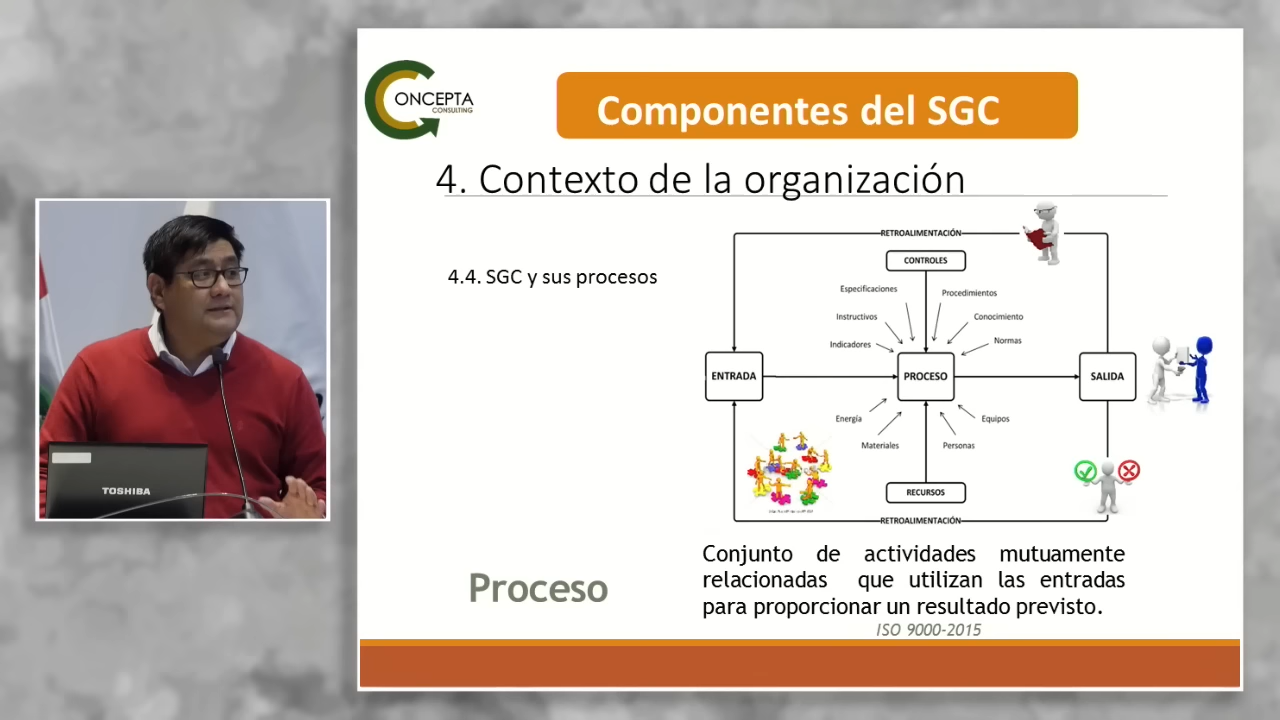 ONCEPTA
CONSULTING
Componentes del SGC
4. Contexto de la organización
4.4. SGC y sus procesos
RETROALIMENTACIÓN
CONTROLES
Especificaciones
Procedimientos
Instructivos
Conocimiento
Indicadores
Normas
ENTRADA
PROCESO
SALIDA
Energía
Equipos
Materiales
Personas
RECURSOS
RETROALIMENTACIÓN
Proceso
Conjunto de actividades mutuamente
relacionadas que utilizan las entradas
para proporcionar un resultado previsto.
ISO 9000-2015
TOSHIBA